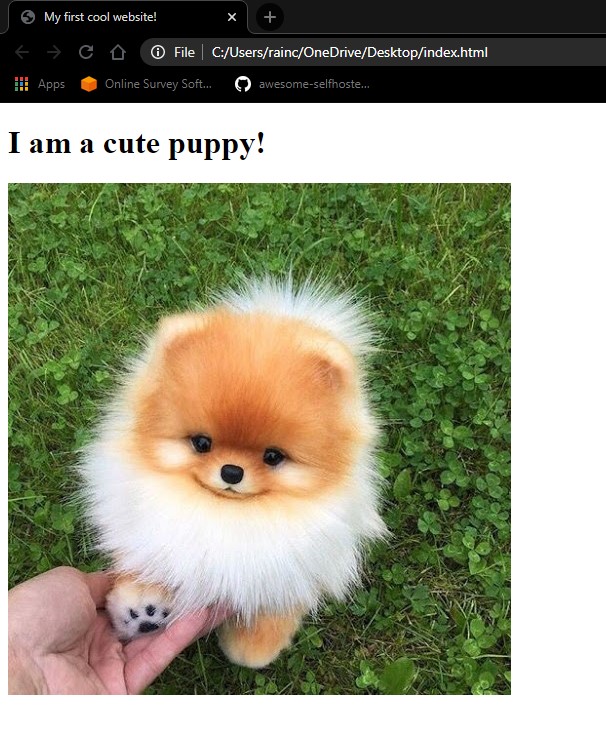 My first cool website!
File C:/Users/rainc/OneDrive/Desktop/index.html
Apps Online Survey Soft... awesome-selfhoste...
I am a cute puppy!